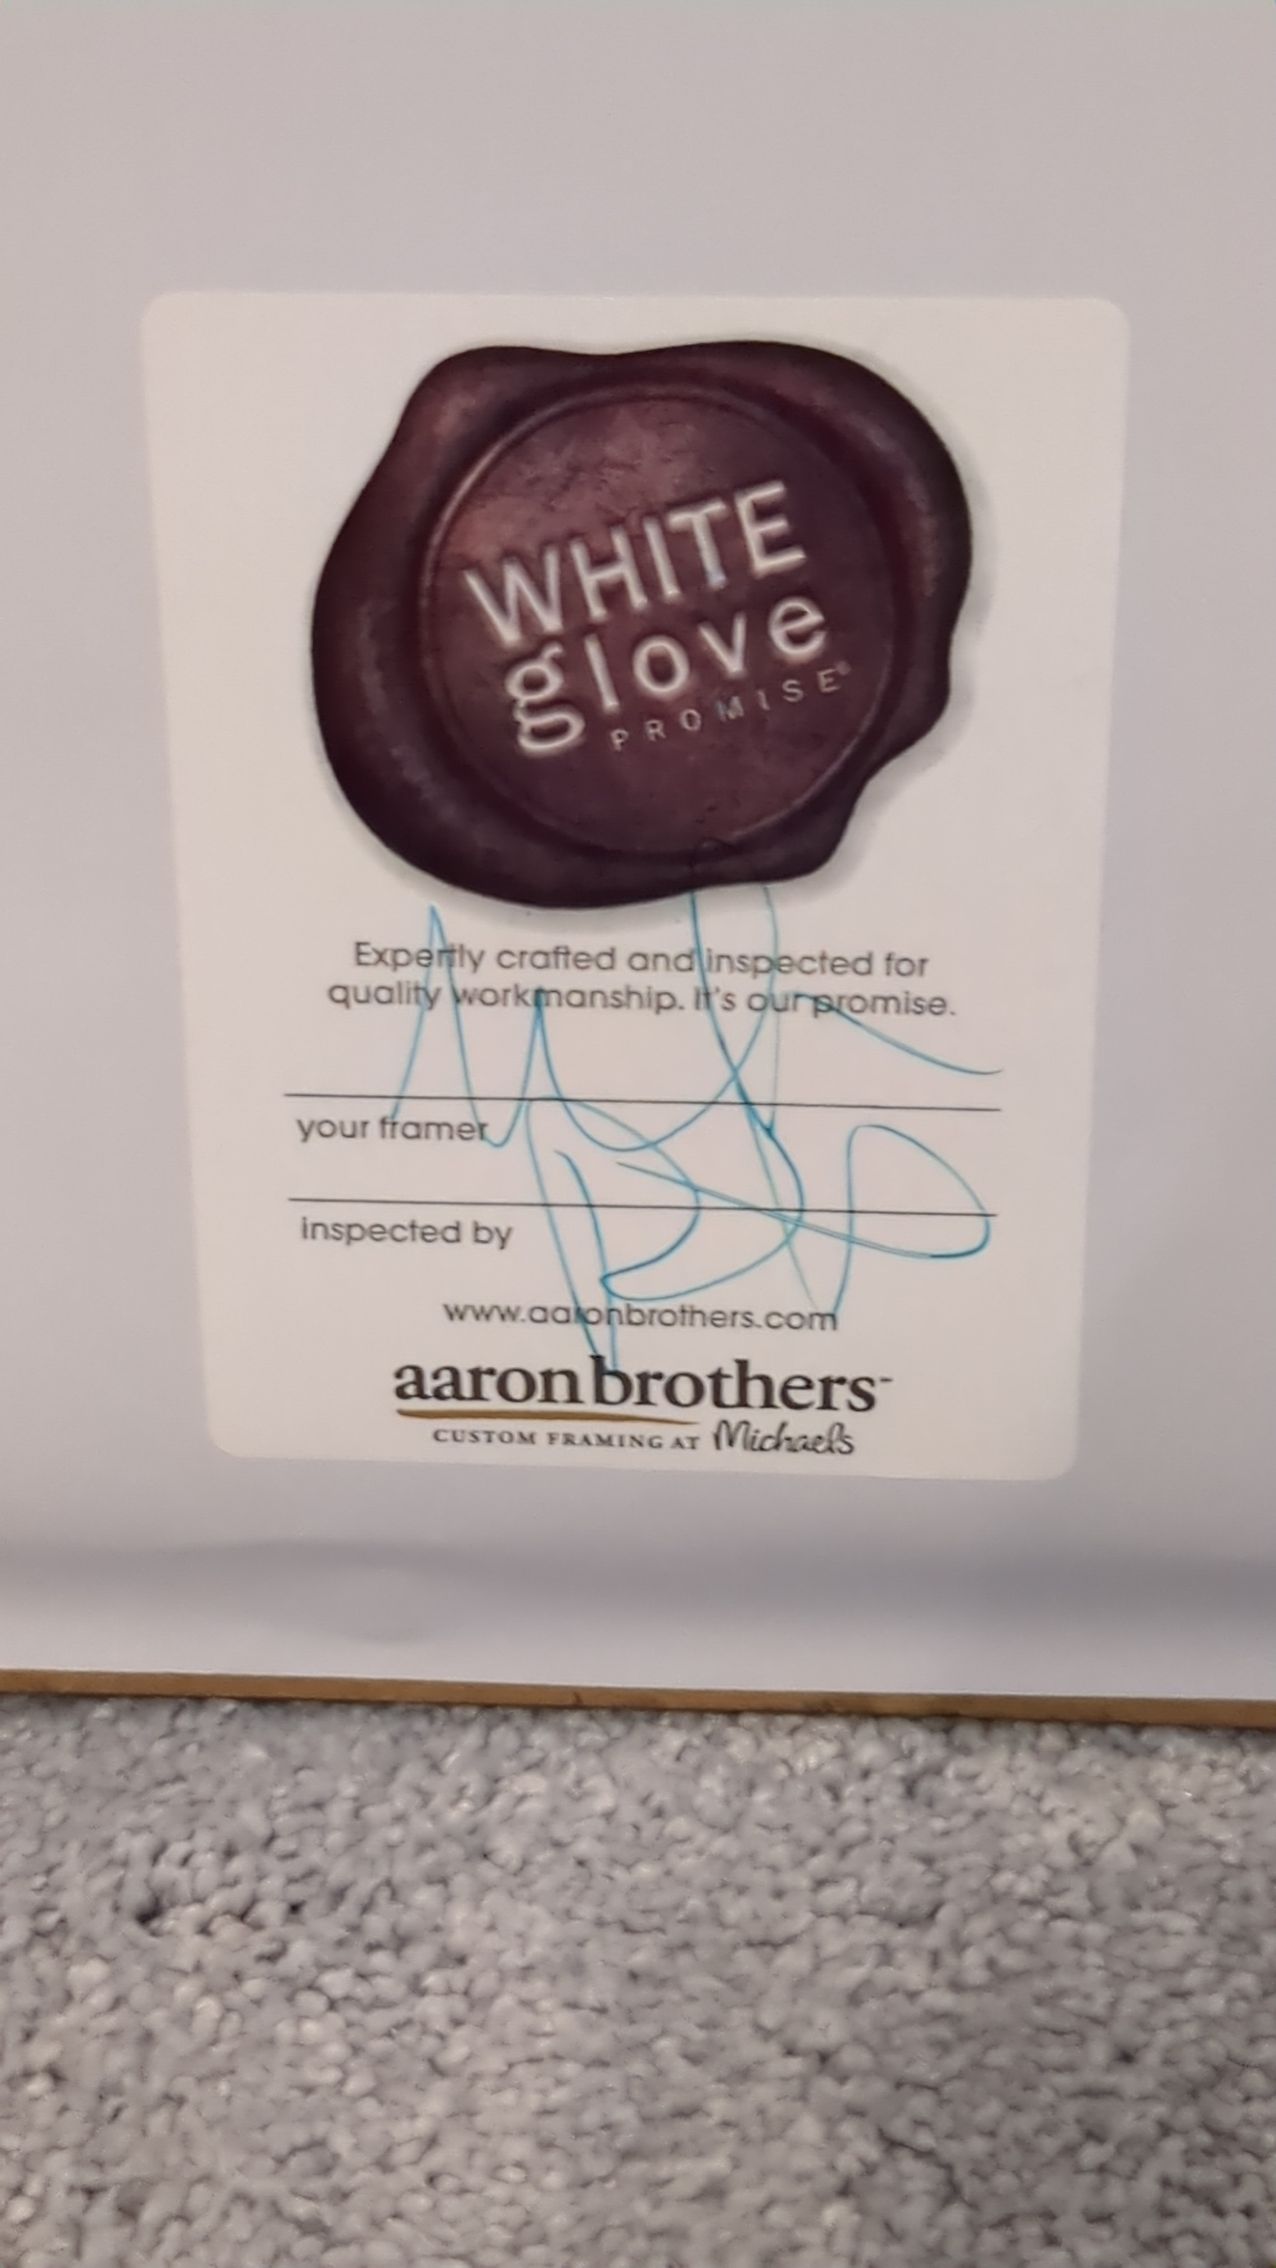 WHITE
glove
PROMISE®
Expertly crafted and inspected for
quality workmanship. It's our promise.
your framer
inspected by
www.aaronbrothers.com
aaronbrothers™
CUSTOM FRAMING AT Michaels